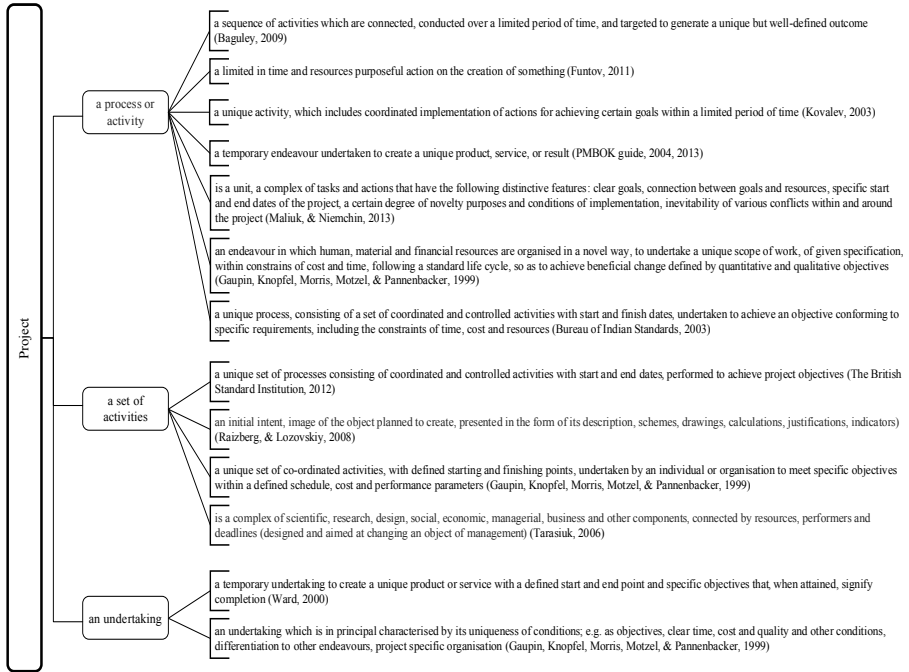 Project
a process or
activity
a sequence of activities which are connected, conducted over a limited period of time, and targeted to generate a unique but well-defined outcome
(Baguley, 2009)
a limited in time and resources purposeful action on the creation of something (Funtov, 2011)
a unique activity, which includes coordinated implementation of actions for achieving certain goals within a limited period of time (Kovalev, 2003)
a temporary endeavour undertaken to create a unique product, service, or result (PMBOK guide, 2004, 2013)
is a unit, a complex of tasks and actions that have the following distinctive features: clear goals, connection between goals and resources, specific start
and end dates of the project, a certain degree of novelty purposes and conditions of implementation, inevitability of various conflicts within and around
the project (Maliuk, & Niemchin, 2013)
an endeavour in which human, material and financial resources are organised in a novel way, to undertake a unique scope of work, of given specification,
within constrains of cost and time, following a standard life cycle, so as to achieve beneficial change defined by quantitative and qualitative objectives
(Gaupin, Knopfel, Morris, Motzel, & Pannenbacker, 1999)
a unique process, consisting of a set of coordinated and controlled activities with start and finish dates, undertaken to achieve an objective conforming to
specific requirements, including the constraints of time, cost and resources (Bureau of Indian Standards, 2003)
a set of
activities
a unique set of processes consisting of coordinated and controlled activities with start and end dates, performed to achieve project objectives (The British
Standard Institution, 2012)
an initial intent, image of the object planned to create, presented in the form of its description, schemes, drawings, calculations, justifications, indicators)
(Raizberg, & Lozovskiy, 2008)
a unique set of co-ordinated activities, with defined starting and finishing points, undertaken by an individual or organisation to meet specific objectives
within a defined schedule, cost and performance parameters (Gaupin, Knopfel, Morris, Motzel, & Pannenbacker, 1999)
is a complex of scientific, research, design, social, economic, managerial, business and other components, connected by resources, performers and
deadlines (designed and aimed at changing an object of management) (Tarasiuk, 2006)
an undertaking
a temporary undertaking to create a unique product or service with a defined start and end point and specific objectives that, when attained, signify
completion (Ward, 2000)
an undertaking which is in principal characterised by its uniqueness of conditions; e.g. as objectives, clear time, cost and quality and other conditions,
differentiation to other endeavours, project specific organisation (Gaupin, Knopfel, Morris, Motzel, & Pannenbacker, 1999)